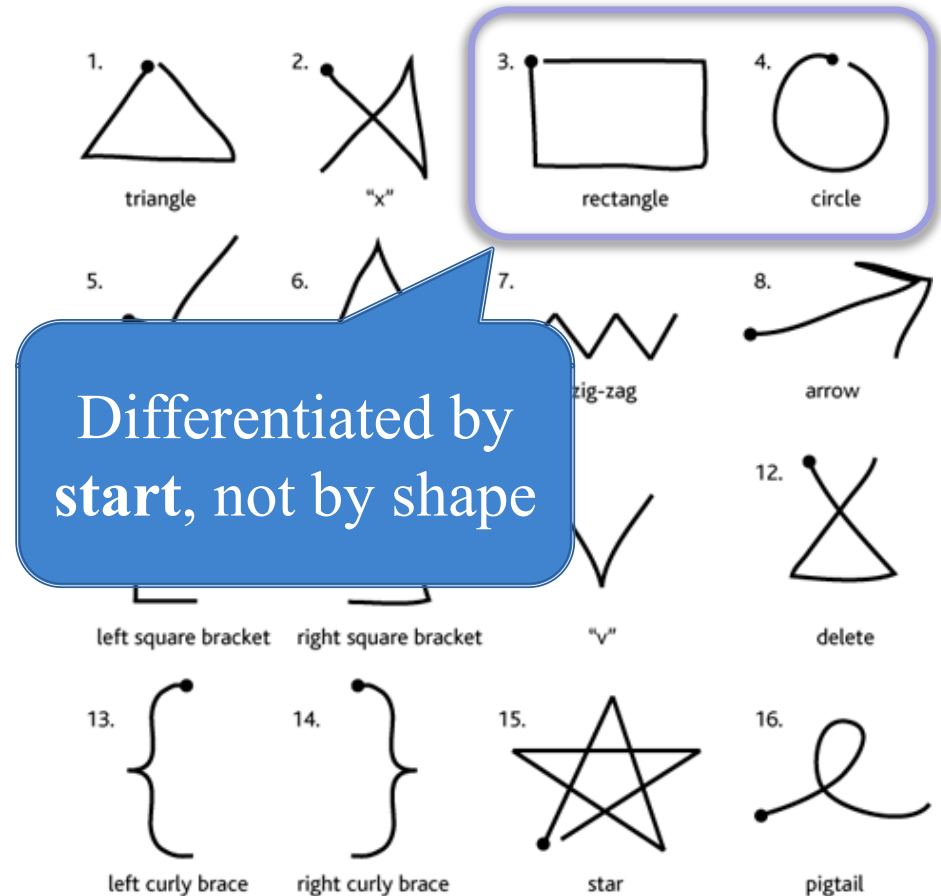 1. 2. 3. 4.
triangle "x" rectangle circle
5. 6. 7. 8.
zig-zag arrow
Differentiated by
start, not by shape
12.
left square bracket right square bracket "v" delete
13. 14. 15. 16.
left curly brace right curly brace star pigtail